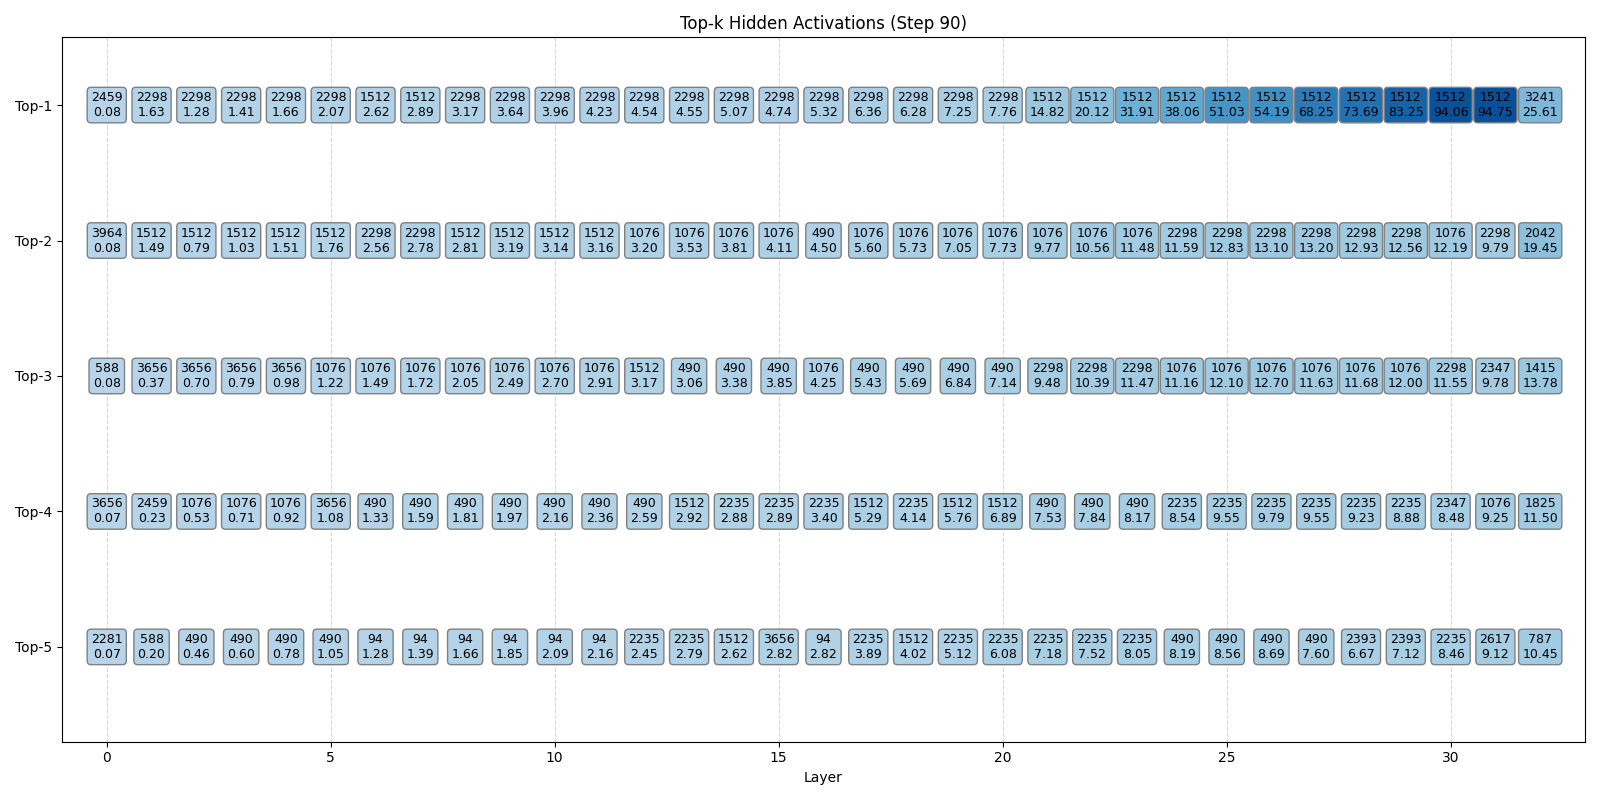 Top-k Hidden Activations (Step 90)
Top-1
2459 2298 2298 2298 2298 2298 1512 1512 2298 2298 2298 2298 2298 2298 2298 2298 2298 2298 2298 2298 2298 1512 1512 1512 1512 1512 1512 1512 1512 1512 1512 1512 3241
0.08 1.63 1.28 1.41 1.66 2.07 2.62 2.89 3.17 3.64 3.96 4.23 4.54 4.55 5.07 4.74 5.32 6.36 6.28 7.25 7.76 14.82 20.12 31.91 38.06 51.03 54.19 68.25 73.69 83.25 94.06 94.75 25.61
Top-2
3964 1512 1512 1512 1512 1512 2298 2298 1512 1512 1512 1512 1076 1076 1076 1076 490 1076 1076 1076 1076 1076 1076 1076 2298 2298 2298 2298 2298 2298 1076 2298 2042
0.08 1.49 0.79 1.03 1.51 1.76 2.56 2.78 2.81 3.19 3.14 3.16 3.20 3.53 3.81 4.11 4.50 5.60 5.73 7.05 7.73 9.77 10.56 11.48 11.59 12.83 13.10 13.20 12.93 12.56 12.19 9.79 19.45
Top-3
588 3656 3656 3656 3656 1076 1076 1076 1076 1076 1076 1076 1512 490 490 490 1076 490 490 490 490 2298 2298 2298 1076 1076 1076 1076 1076 1076 2298 2347 1415
0.08 0.37 0.70 0.79 0.98 1.22 1.49 1.72 2.05 2.49 2.70 2.91 3.17 3.06 3.38 3.85 4.25 5.43 5.69 6.84 7.14 9.48 10.39 11.47 11.16 12.10 12.70 11.63 11.68 12.00 11.55 9.78 13.78
Top-4
3656 2459 1076 1076 1076 3656 490 490 490 490 490 490 490 1512 2235 2235 2235 1512 2235 1512 1512 490 490 490 2235 2235 2235 2235 2235 2235 2347 1076 1825
0.07 0.23 0.53 0.71 0.92 1.08 1.33 1.59 1.81 1.97 2.16 2.36 2.59 2.92 2.88 2.89 3.40 5.29 4.14 5.76 6.89 7.53 7.84 8.17 8.54 9.55 9.79 9.55 9.23 8.88 8.48 9.25 11.50
Top-5
2281 588 490 490 490 490 94 94 94 94 94 94 2235 2235 1512 3656 94 2235 1512 2235 2235 2235 2235 2235 490 490 490 490 2393 2393 2235 2617 787
0.07 0.20 0.46 0.60 0.78 1.05 1.28 1.39 1.66 1.85 2.09 2.16 2.45 2.79 2.62 2.82 2.82 3.89 4.02 5.12 6.08 7.18 7.52 8.05 8.19 8.56 8.69 7.60 6.67 7.12 8.46 9.12 10.45
0 5 10 15 20 25 30
Layer